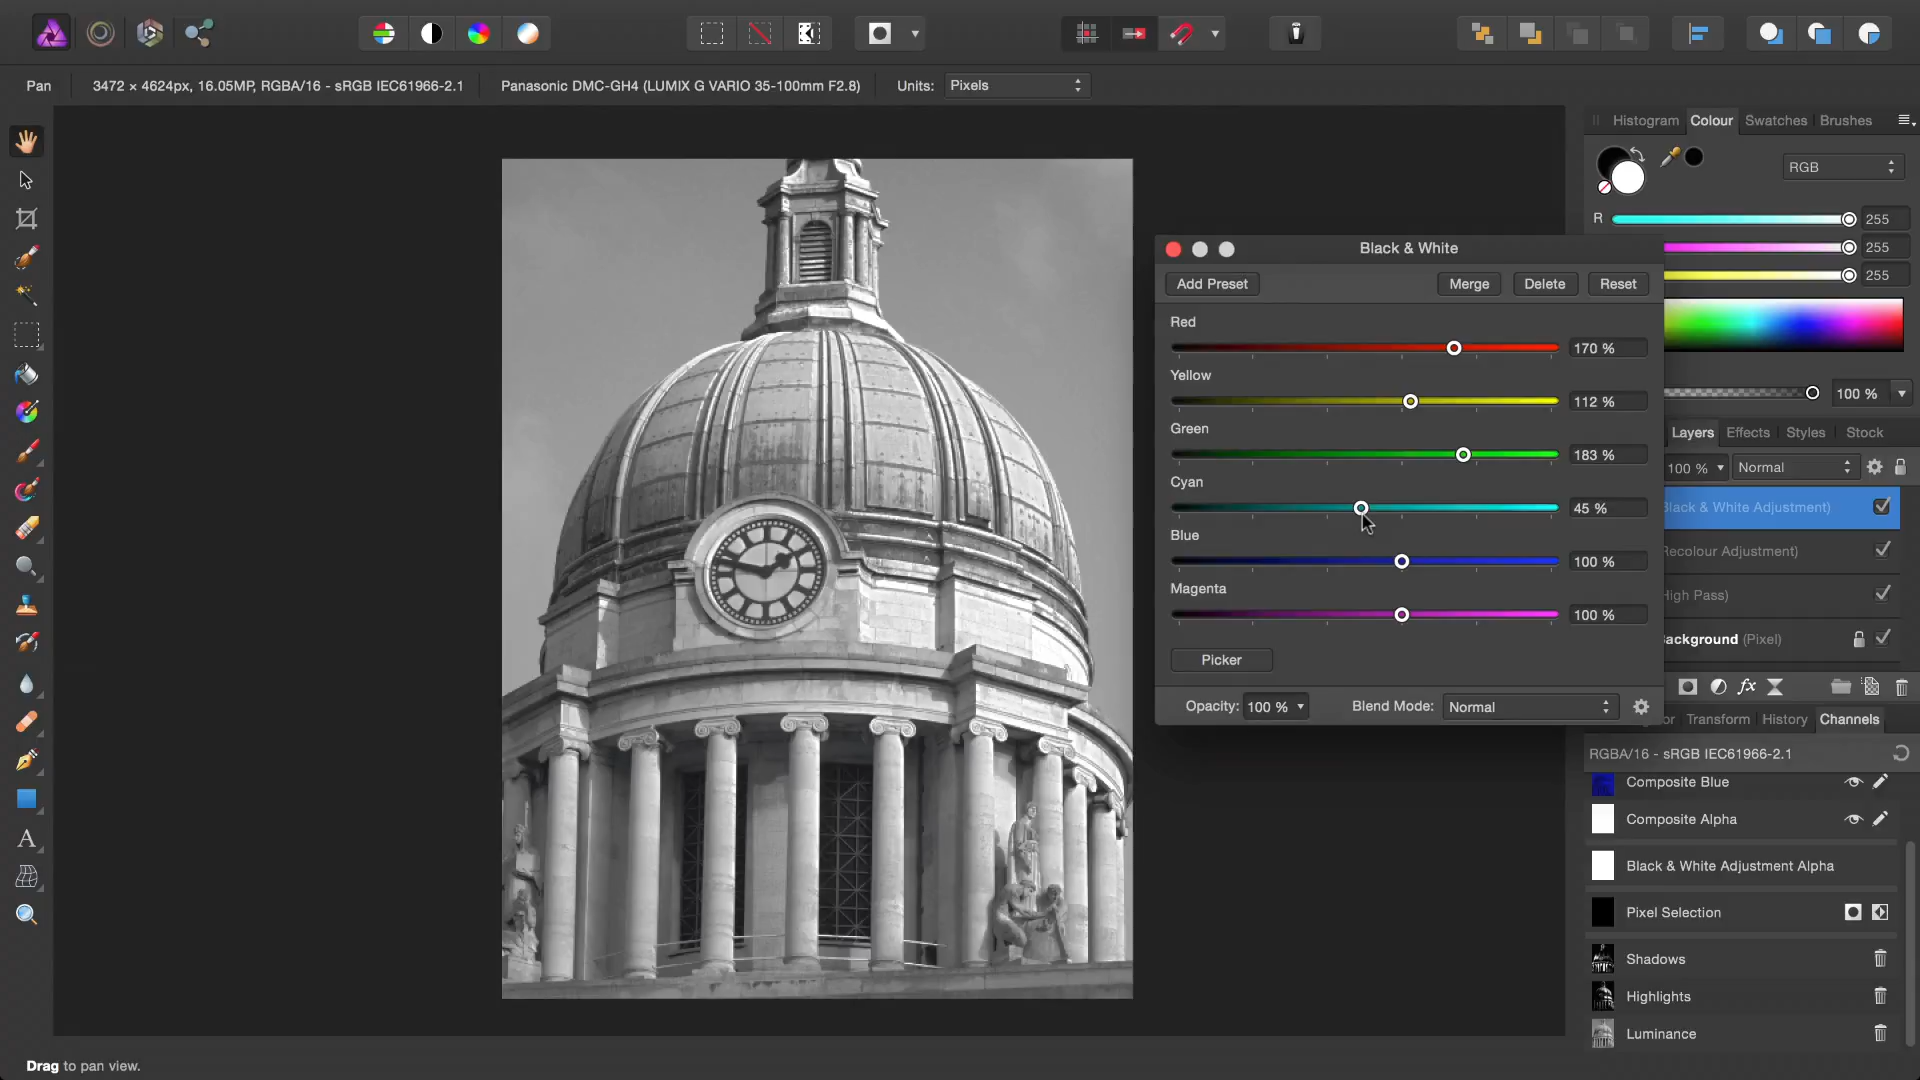 Pan
3472 × 4624px, 16.05MP, RGBA/16 - sRGB IEC61966-2.1
Panasonic DMC-GH4 (LUMIX G VARIO 35-100mm F2.8)
Units:
Pixels
Histogram
Colour
Swatches
Brushes
RGB
R
255
255
255
100 %
Black & White
Add Preset
Merge
Delete
Reset
Red
170 %
Yellow
112 %
Green
183 %
Cyan
45 %
Blue
100 %
Magenta
100 %
Picker
Opacity:
100 %
Blend Mode:
Normal
Layers
Effects
Styles
Stock
100 %
Normal
Black & White Adjustment)
Recolour Adjustment)
High Pass)
Background (Pixel)
Transform
History
Channels
RGBA/16 - sRGB IEC61966-2.1
Composite Blue
Composite Alpha
Black & White Adjustment Alpha
Pixel Selection
Shadows
Highlights
Luminance
Drag to pan view.